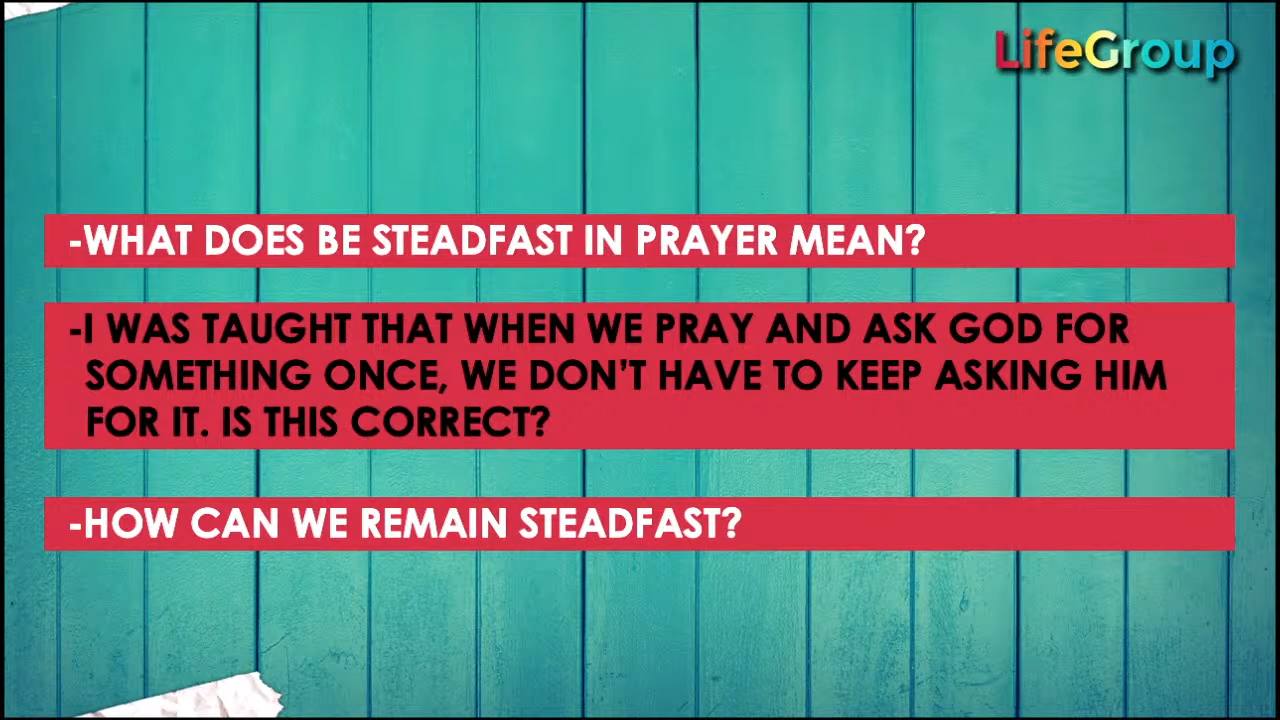 LifeGroup
-WHAT DOES BE STEADFAST IN PRAYER MEAN?
-I WAS TAUGHT THAT WHEN WE PRAY AND ASK GOD FOR
SOMETHING ONCE, WE DON’T HAVE TO KEEP ASKING HIM
FOR IT. IS THIS CORRECT?
-HOW CAN WE REMAIN STEADFAST?